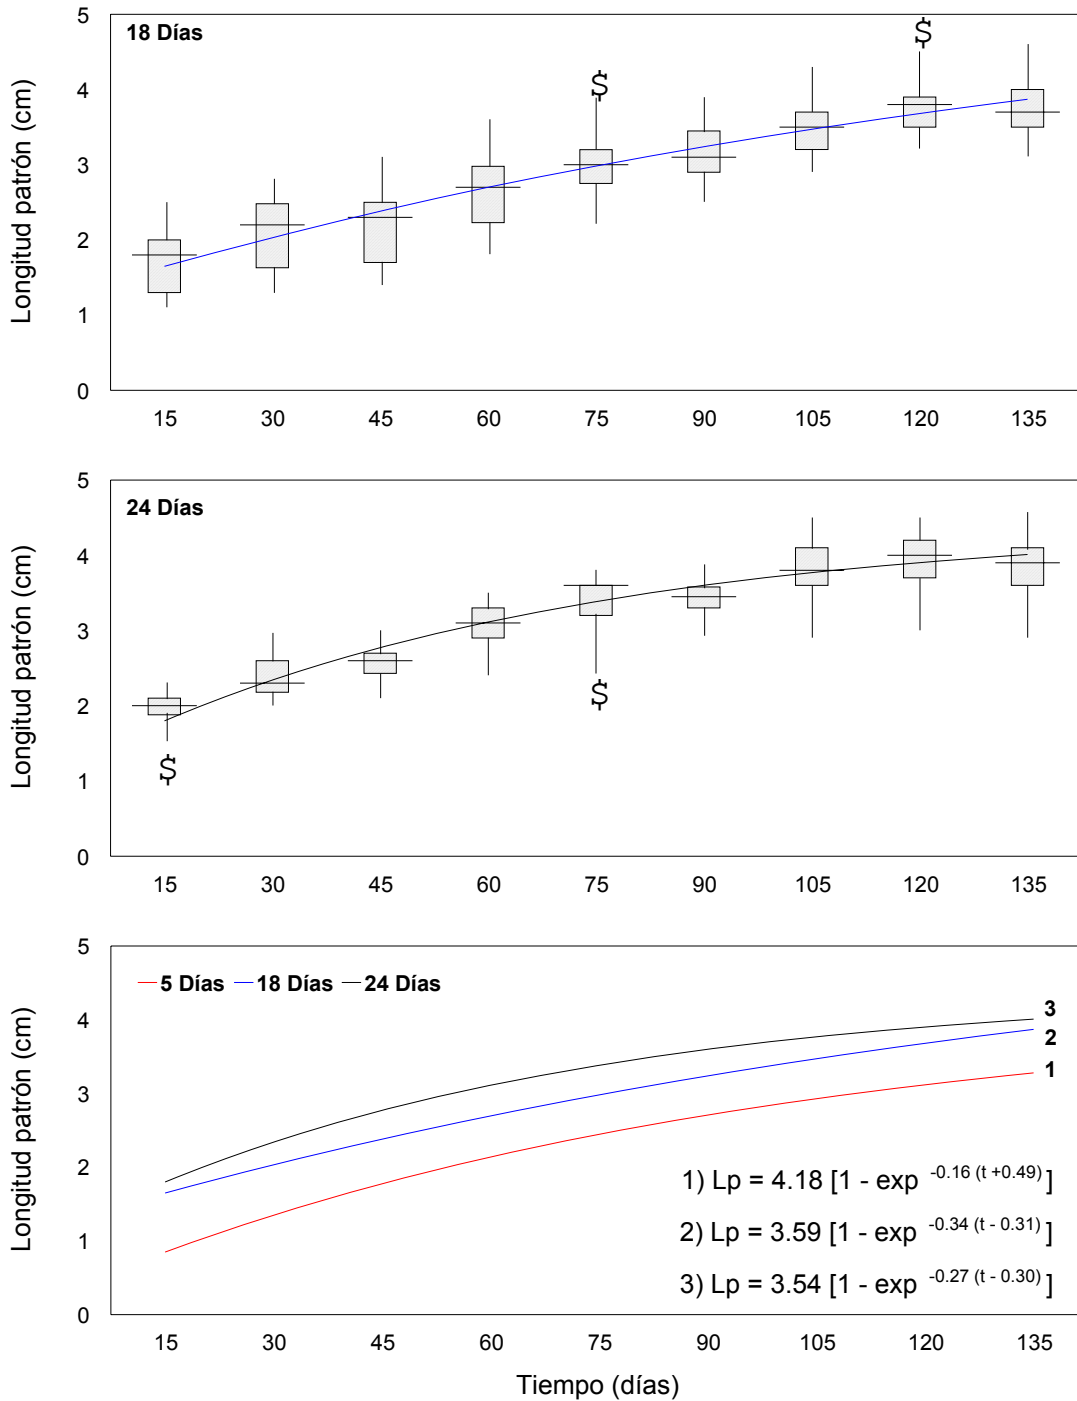 18 Días
$
$
5
4
3
2
1
0
Longitud patrón (cm)
15 30 45 60 75 90 105 120 135
24 Días
$
$
5
4
3
2
1
0
Longitud patrón (cm)
15 30 45 60 75 90 105 120 135
5 Días 18 Días 24 Días
5
4
3
2
1
0
Longitud patrón (cm)
3
2
1
1) Lp = 4.18 [1 - exp -0.16 (t +0.49)]
2) Lp = 3.59 [1 - exp -0.34 (t - 0.31)]
3) Lp = 3.54 [1 - exp -0.27 (t - 0.30)]
15 30 45 60 75 90 105 120 135
Tiempo (días)